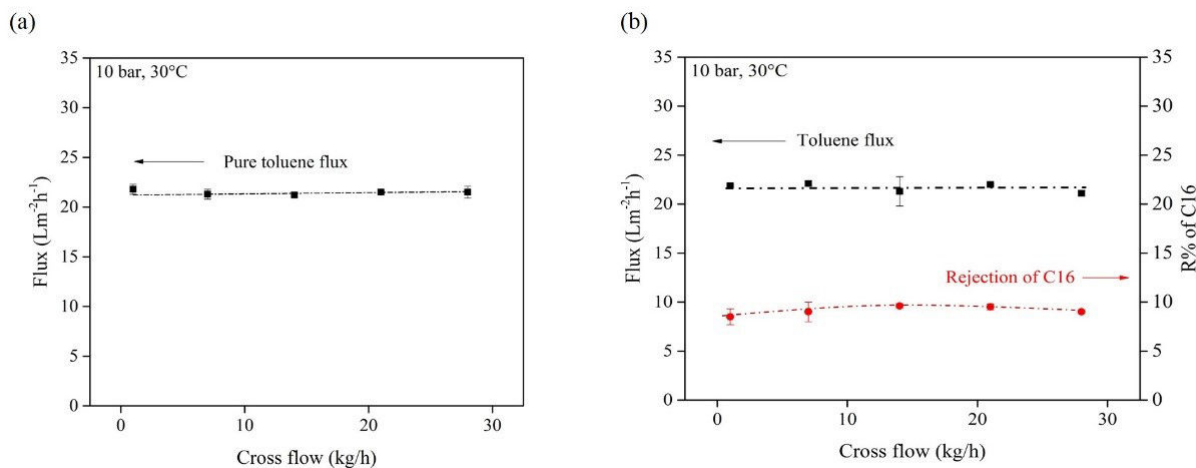 (a)
35
10 bar, 30°C
30
25
Pure toluene flux
20
15
10
5
0
0 10 20 30
Flux (Lm⁻²h⁻¹)
Cross flow (kg/h)
(b)
35 35
10 bar, 30°C
30 30
Toluene flux
25 25
20 20
15 15
Rejection of C16
10 10
5 5
0 0
0 10 20 30
Flux (Lm⁻²h⁻¹)
R% of C16
Cross flow (kg/h)